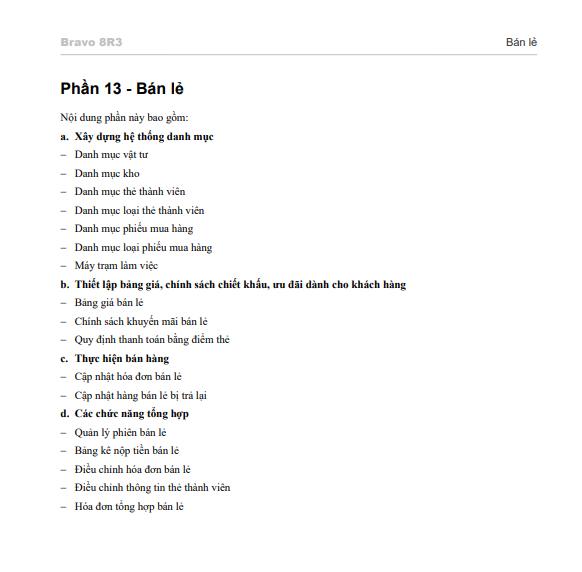 Bravo 8R3 Bán lẻ
Phần 13 - Bán lẻ
Nội dung phần này bao gồm:
a. Xây dựng hệ thống danh mục
– Danh mục vật tư
– Danh mục kho
– Danh mục thẻ thành viên
– Danh mục loại thẻ thành viên
– Danh mục phiếu mua hàng
– Danh mục loại phiếu mua hàng
– Máy trạm làm việc
b. Thiết lập bảng giá, chính sách chiết khấu, ưu đãi dành cho khách hàng
– Bảng giá bán lẻ
– Chính sách khuyến mãi bán lẻ
– Quy định thanh toán bằng điểm thẻ
c. Thực hiện bán hàng
– Cập nhật hóa đơn bán lẻ
– Cập nhật hàng bán lẻ bị trả lại
d. Các chức năng tổng hợp
– Quản lý phiên bán lẻ
– Bảng kê nộp tiền bán lẻ
– Điều chỉnh hóa đơn bán lẻ
– Điều chỉnh thông tin thẻ thành viên
– Hóa đơn tổng hợp bán lẻ